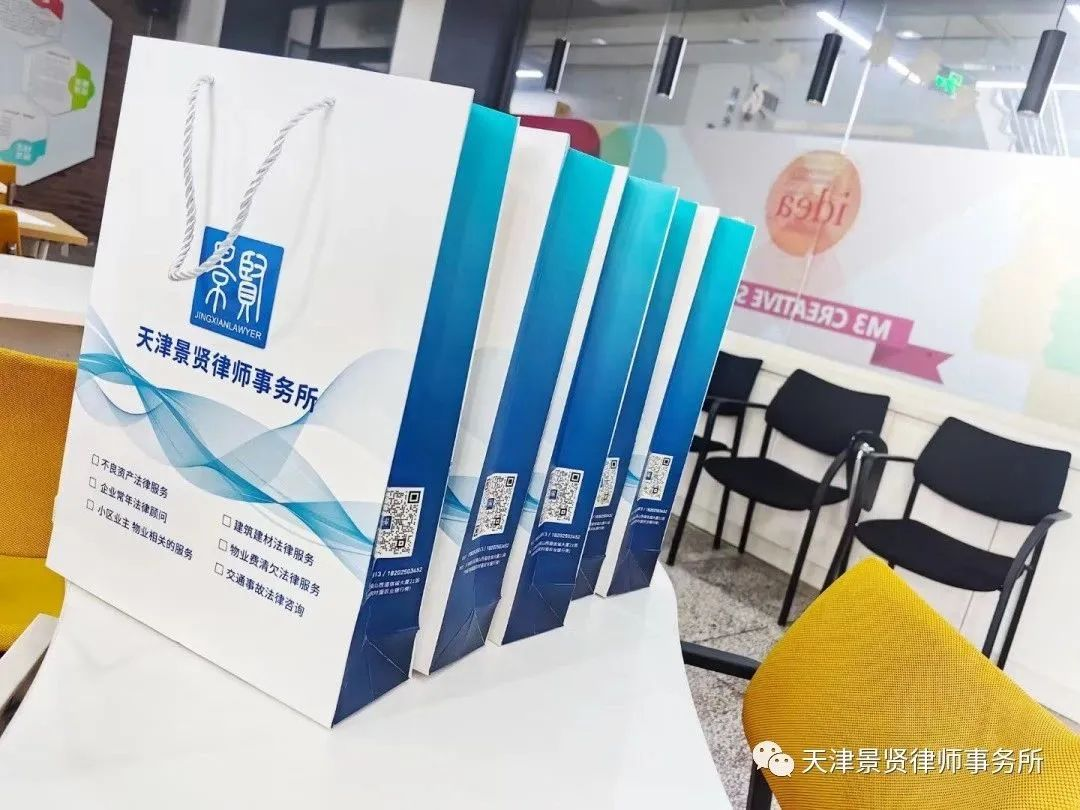 景賢
JINGXIANLAWYER
天津景贤律师事务所
不良资产法律服务
企业常年法律顾问
小区业主 物业相关的服务
建筑建材法律服务
物业费清欠法律服务
交通事故法律咨询
113 / 18202503452
idea
M3 CREATIVE S
天津景贤律师事务所